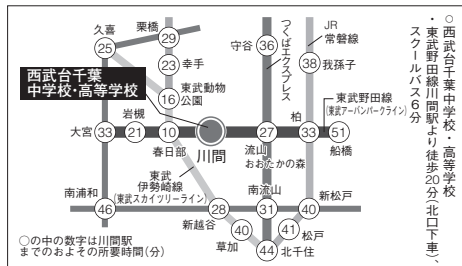 ○西武台千葉中学校・高等学校
・東武野田線川間駅より徒歩20分(北口下車)、
スクールバス6分
久喜
25
栗橋
29
23
幸手
16
東武動物
公園
西武台千葉
中学校・高等学校
守谷
36
つくばエクスプレス
JR
常磐線
38
我孫子
東武野田線
(東武アーバンパークライン)
大宮
33
岩槻
21
10
春日部
川間
27
流山
おおたかの森
柏
33
51
船橋
東武
伊勢崎線
(東武スカイツリーライン)
南浦和
46
28
新越谷
南流山
31
新松戸
40
40
草加
44
北千住
41
松戸
○の中の数字は川間駅
までのおよその所要時間(分)